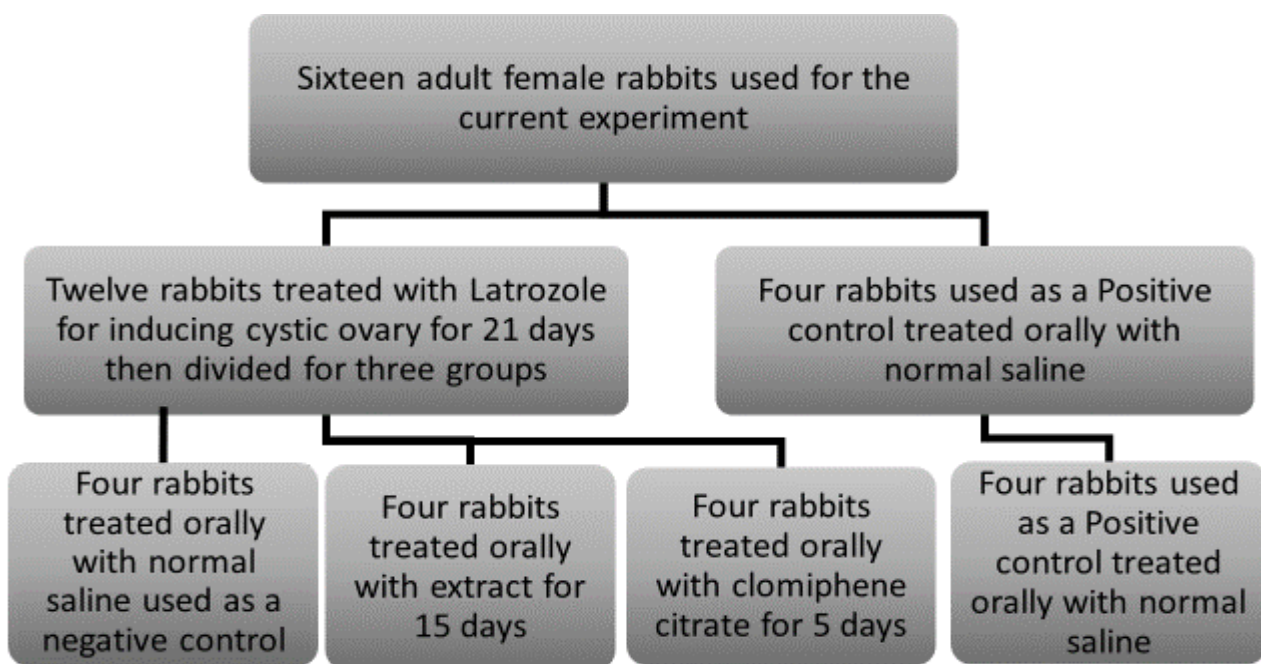 Sixteen adult female rabbits used for the
current experiment
Twelve rabbits treated with Latrozole
for inducing cystic ovary for 21 days
then divided for three groups
Four rabbits used as a Positive
control treated orally with
normal saline
Four rabbits
treated orally
with normal
saline used as a
negative control
Four rabbits
treated orally
with extract for
15 days
Four rabbits
treated orally
with clomiphene
citrate for 5 days
Four rabbits used
as a Positive
control treated
orally with normal
saline